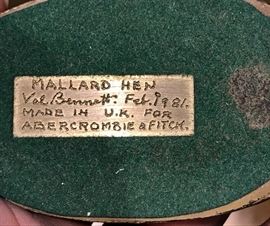 MALLARD HEN
Val Bennett. Feb. 1981.
MADE IN U.K. FOR
ABERCROMBIE & FITCH.